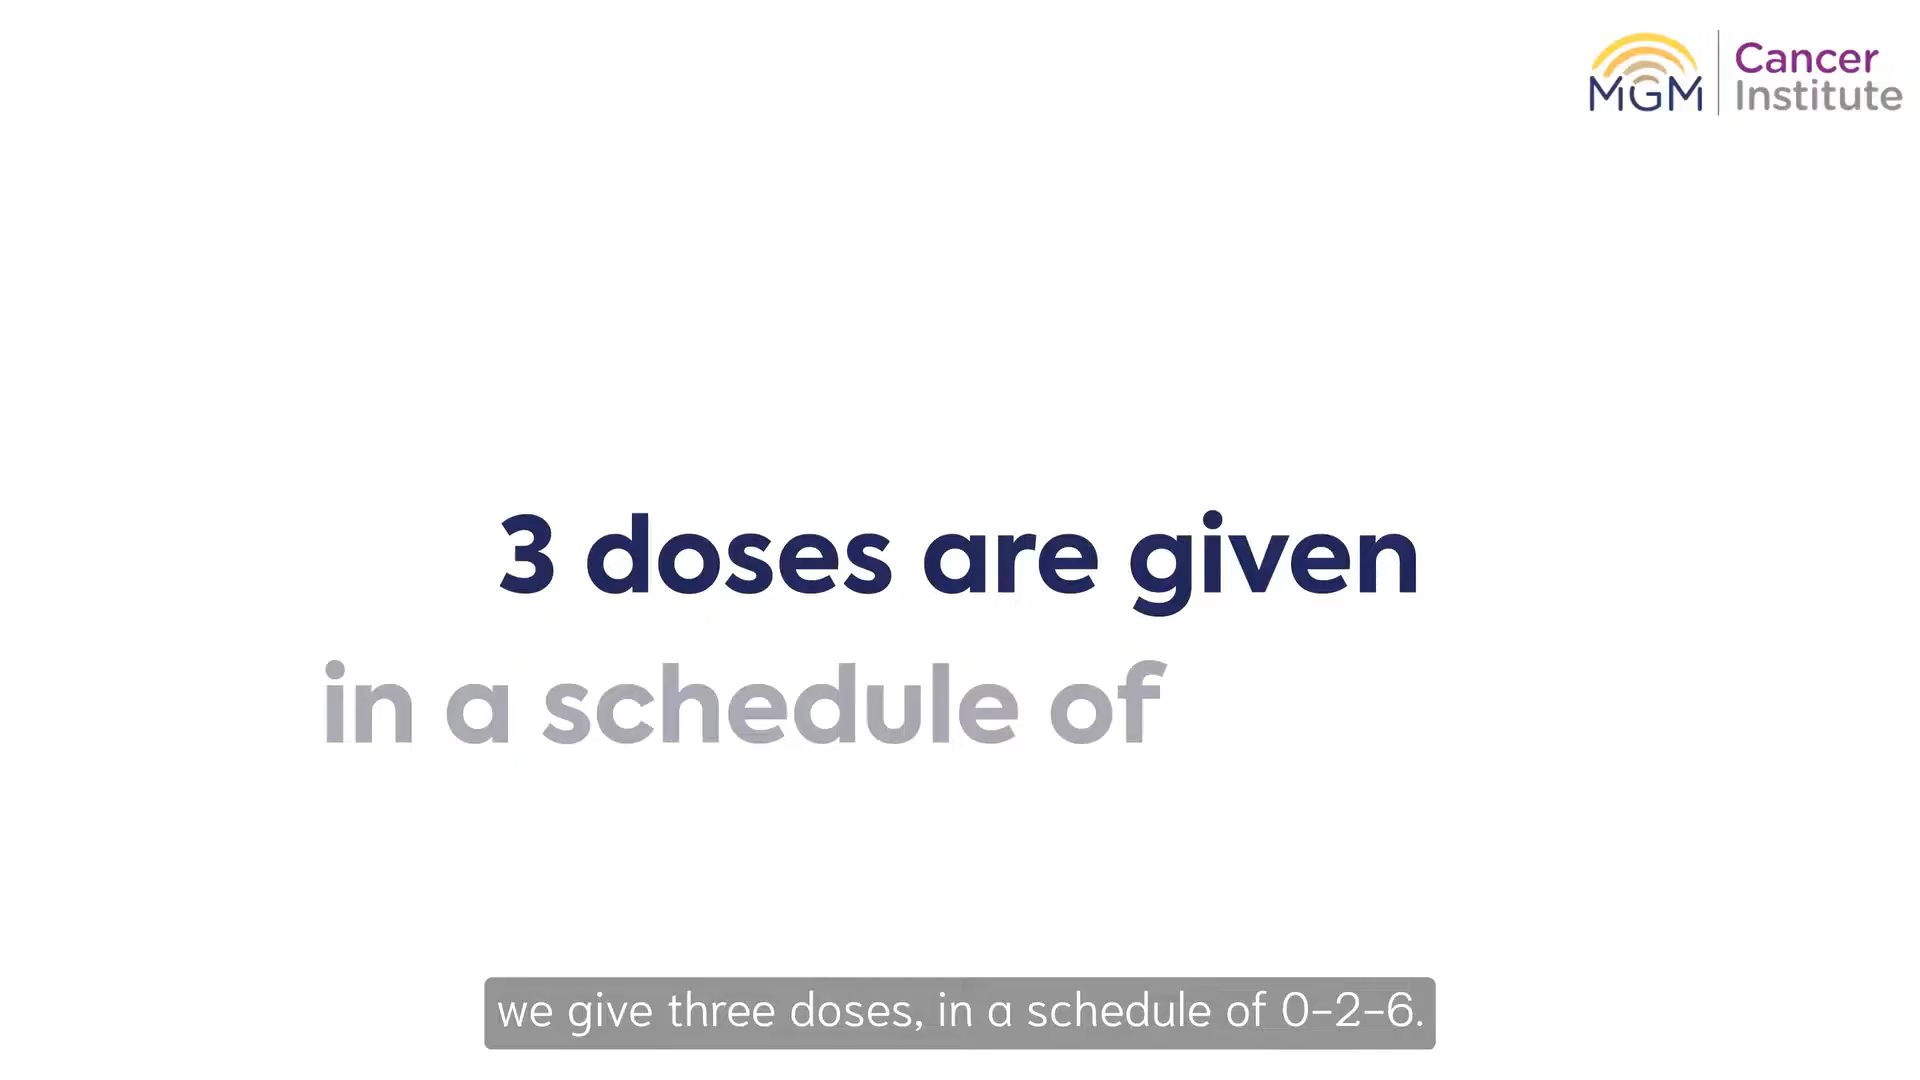 MGM
Cancer
Institute
3 doses are given
in a schedule of
we give three doses, in a schedule of 0-2-6.